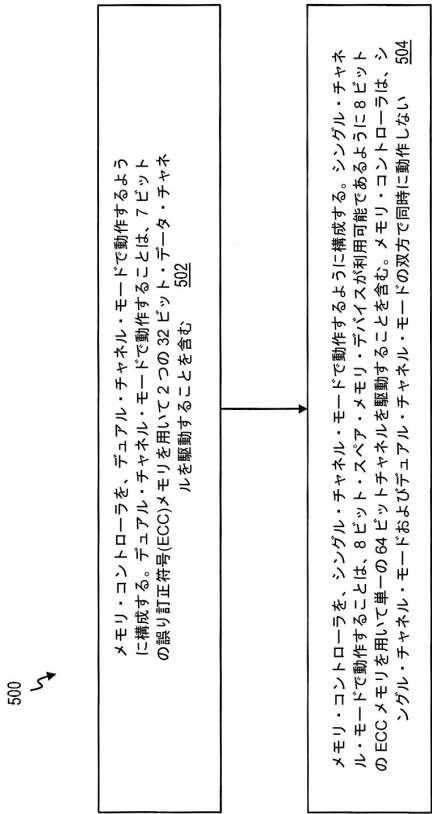 500
メモリ・コントローラを、デュアル・チャネル・モードで動作するよう
に構成する。デュアル・チャネル・モードで動作することは、7ビット
の誤り訂正符号(ECC)メモリを用いて2つの32ビット・データ・チャネ
ルを駆動することを含む 502
メモリ・コントローラを、シングル・チャネル・モードで動作するように構成する。シングル・チャネ
ル・モードで動作することは、8ビット・スペア・メモリ・デバイスが利用可能であるように8ビット
のECCメモリを用いて単一の64ビットチャネルを駆動することを含む。メモリ・コントローラは、シ
ングル・チャネル・モードおよびデュアル・チャネル・モードの双方で同時に動作しない 504